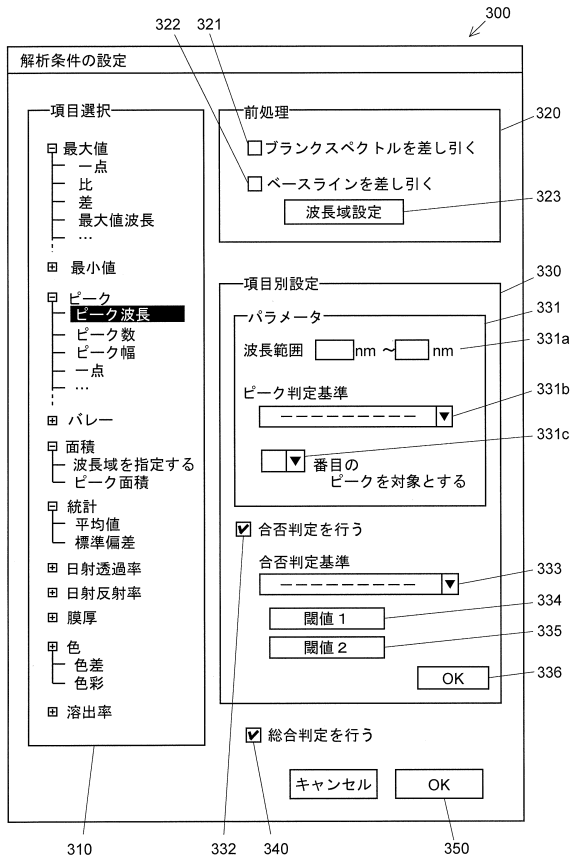 300
321
322
解析条件の設定
項目選択
⊟ 最大値
一点
比
差
最大値波長
…
⊞ 最小値
⊟ ピーク
ピーク波長
ピーク数
ピーク幅
一点
…
⊞ バレー
⊟ 面積
波長域を指定する
ピーク面積
⊟ 統計
平均値
標準偏差
⊞ 日射透過率
⊞ 日射反射率
⊞ 膜厚
⊟ 色
色差
色彩
⊞ 溶出率
310
前処理
320
ブランクスペクトルを差し引く
ベースラインを差し引く
波長域設定
323
項目別設定
330
パラメータ
331
波長範囲 nm ～ nm
331a
ピーク判定基準
331b
331c
番目の
ピークを対象とする
合否判定を行う
合否判定基準
333
閾値1
334
閾値2
335
OK
336
総合判定を行う
キャンセル
OK
332
340
350